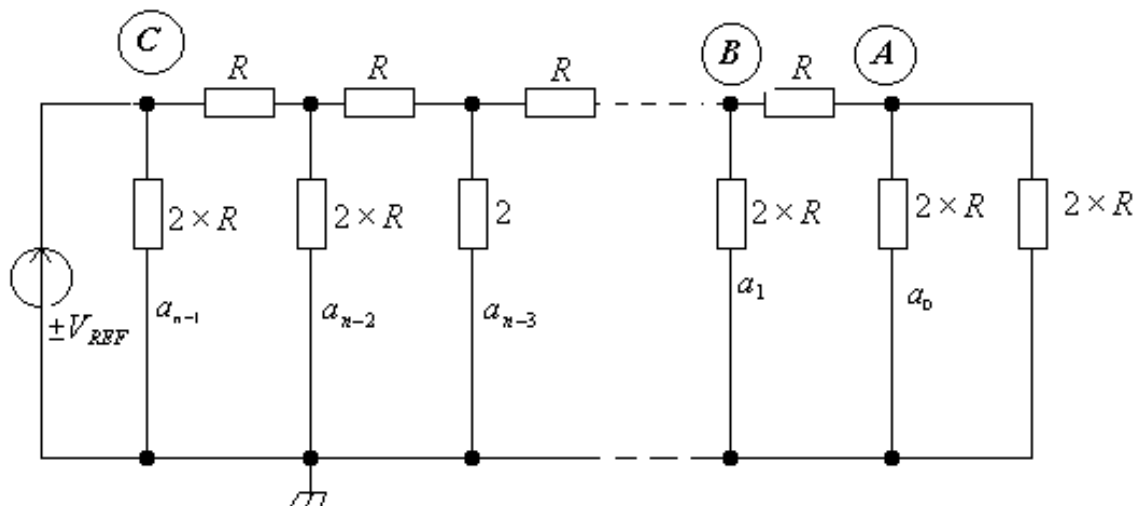 C
B
A
R
R
R
R
2 × R
2 × R
2
2 × R
2 × R
2 × R
±V_REF
a_{n-1}
a_{n-2}
a_{n-3}
a_1
a_0